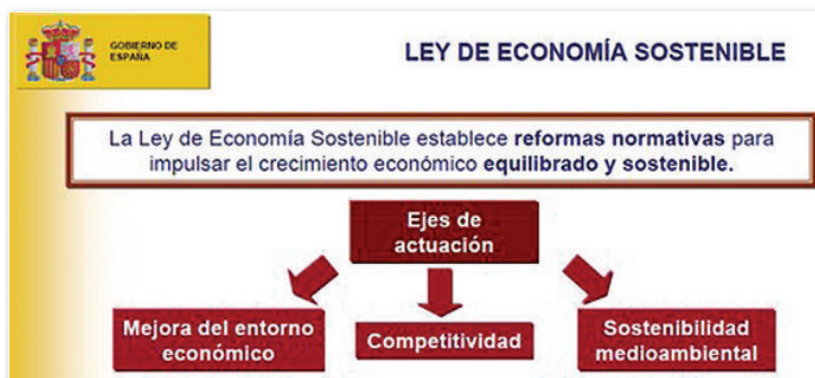 GOBIERNO DE
ESPAÑA
LEY DE ECONOMÍA SOSTENIBLE
La Ley de Economía Sostenible establece reformas normativas para
impulsar el crecimiento económico equilibrado y sostenible.
Ejes de
actuación
Mejora del entorno
económico
Competitividad
Sostenibilidad
medioambiental